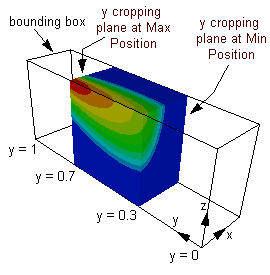 bounding box
y cropping
plane at Max
Position
y cropping
plane at Min
Position
y = 1
y = 0.7
y = 0.3
y
z
x
y = 0